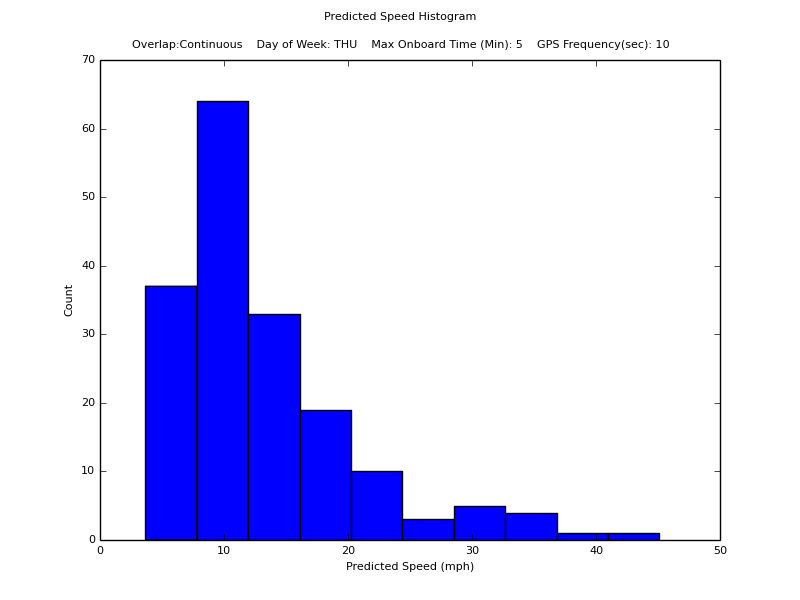 Predicted Speed Histogram
Overlap:Continuous    Day of Week: THU    Max Onboard Time (Min): 5    GPS Frequency(sec): 10
70
60
50
40
30
20
10
0
Count
0 10 20 30 40 50
Predicted Speed (mph)